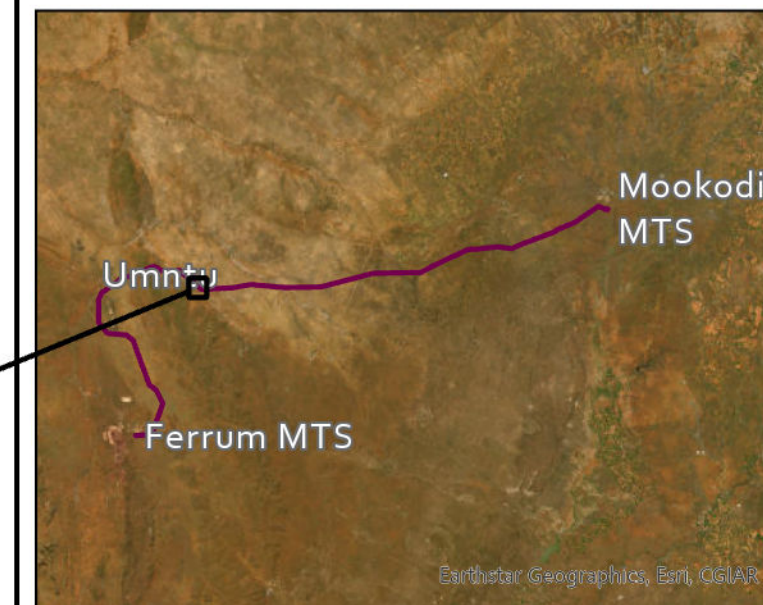 Mookodi
MTS
Umntu
Ferrum MTS
Earthstar Geographics, Esri, CGIAR